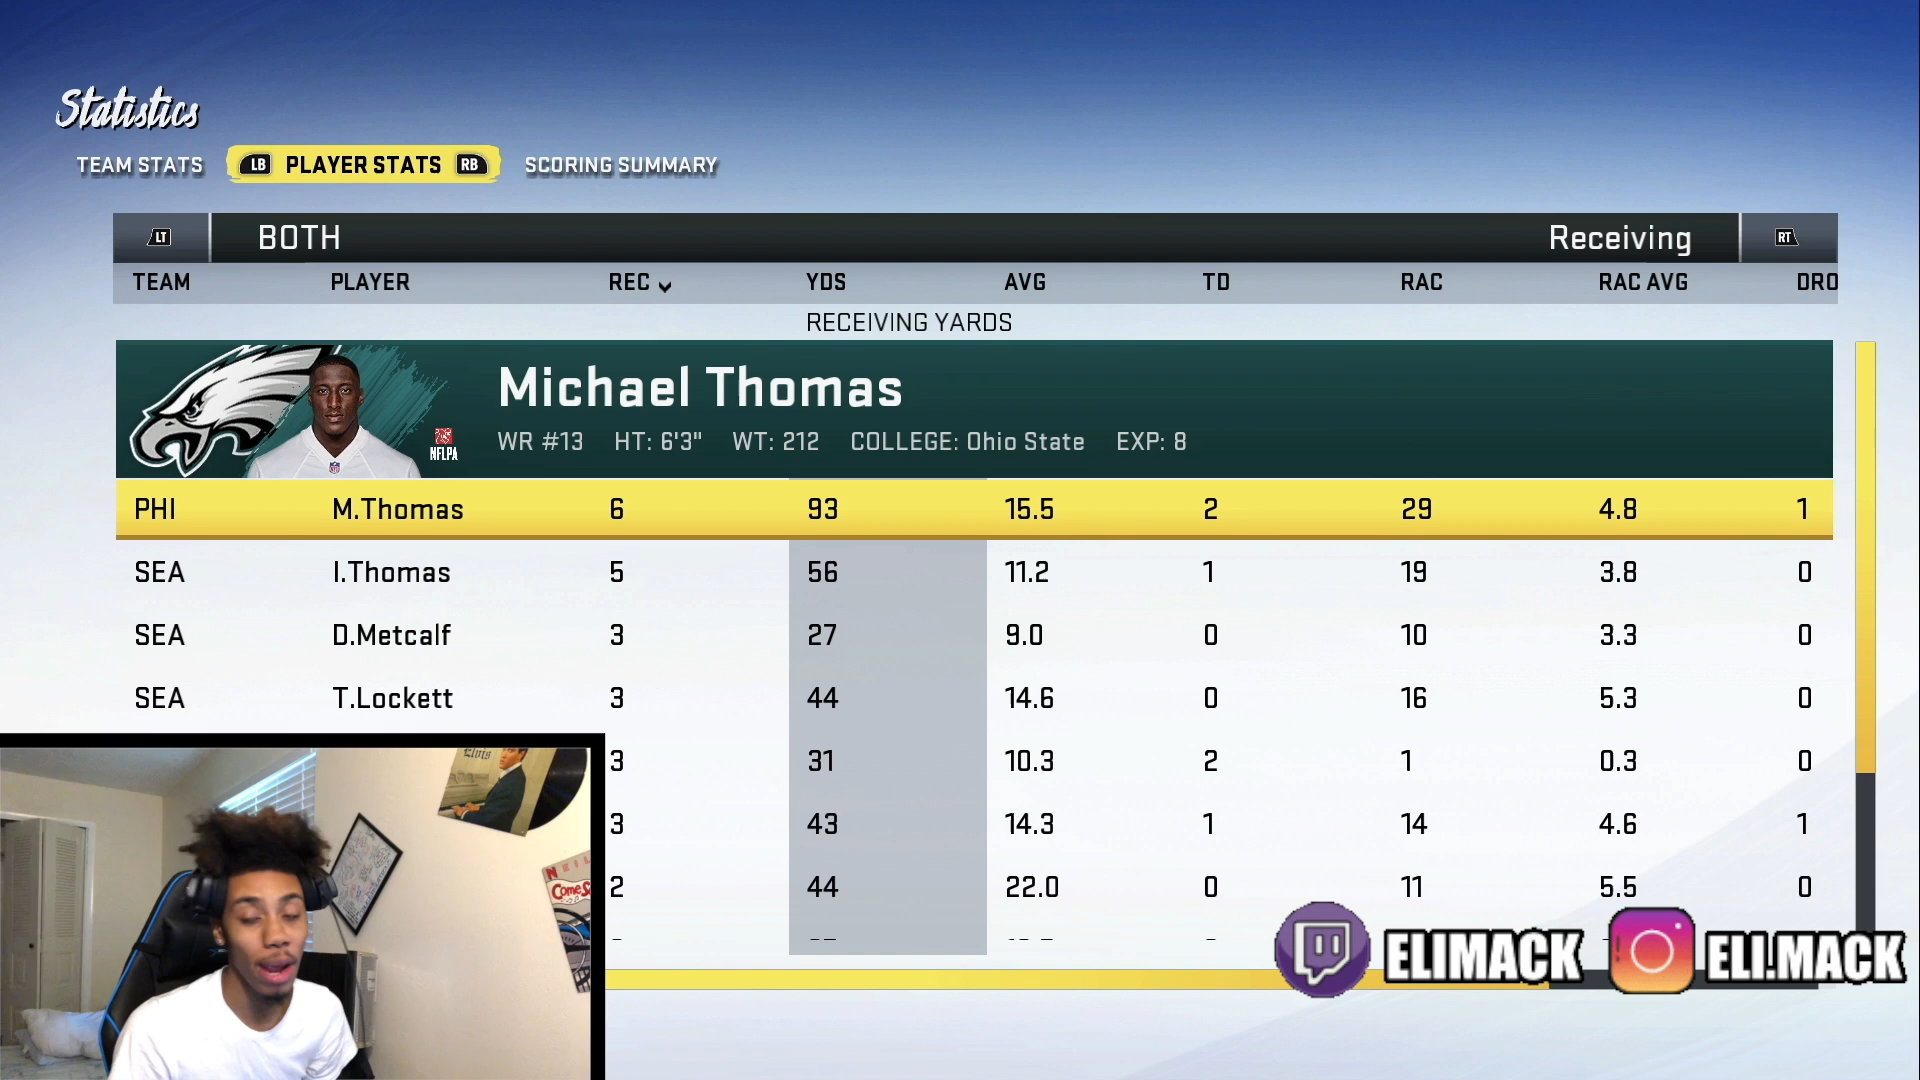 Statistics
TEAM STATS LB PLAYER STATS RB SCORING SUMMARY
LT BOTH Receiving RT
TEAM PLAYER REC YDS AVG TD RAC RAC AVG DRO
RECEIVING YARDS
Michael Thomas
WR #13 HT: 6'3" WT: 212 COLLEGE: Ohio State EXP: 8
NFLPA
PHI M.Thomas 6 93 15.5 2 29 4.8 1
SEA I.Thomas 5 56 11.2 1 19 3.8 0
SEA D.Metcalf 3 27 9.0 0 10 3.3 0
SEA T.Lockett 3 44 14.6 0 16 5.3 0
3 31 10.3 2 1 0.3 0
3 43 14.3 1 14 4.6 1
2 44 22.0 0 11 5.5 0
Elvis
NEIL
Come
ELIMACK ELI.MACK